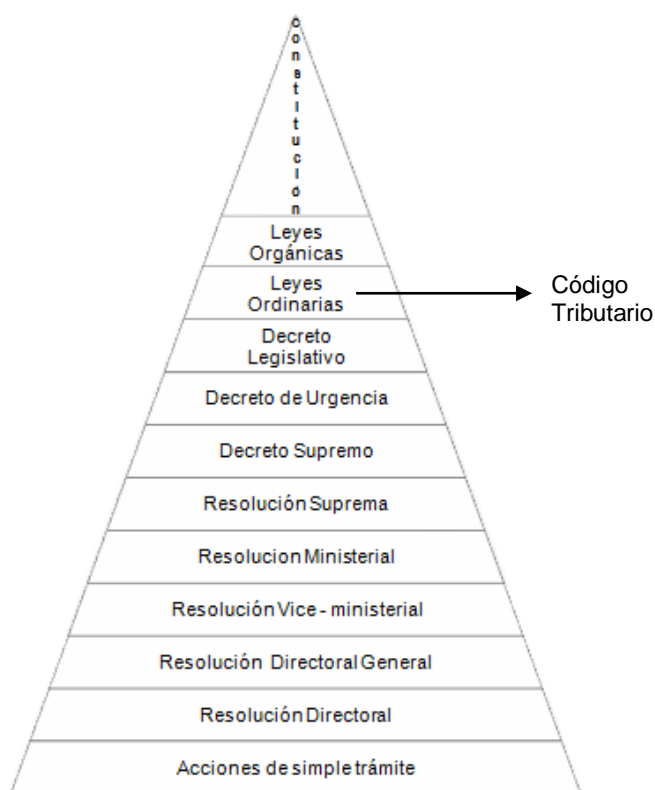 Constitución
Leyes
Orgánicas
Leyes
Ordinarias
Código
Tributario
Decreto
Legislativo
Decreto de Urgencia
Decreto Supremo
Resolución Suprema
Resolucion Ministerial
Resolución Vice - ministerial
Resolución Directoral General
Resolución Directoral
Acciones de simple trámite